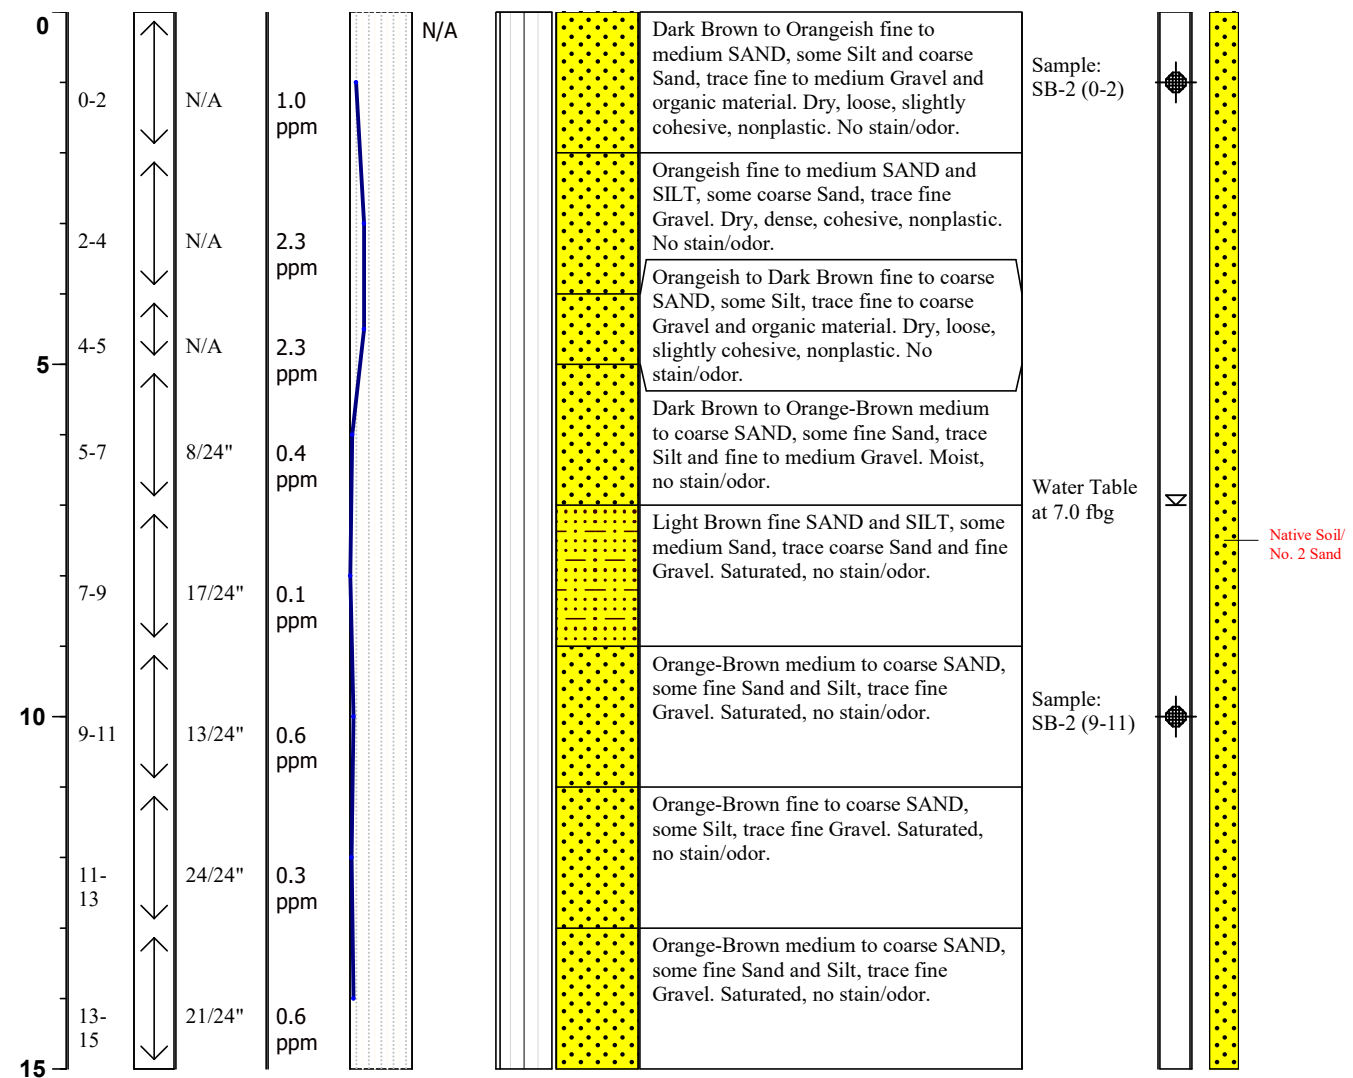 0
N/A
0-2
N/A
1.0
ppm
Dark Brown to Orangeish fine to
medium SAND, some Silt and coarse
Sand, trace fine to medium Gravel and
organic material. Dry, loose, slightly
cohesive, nonplastic. No stain/odor.
Sample:
SB-2 (0-2)
2-4
N/A
2.3
ppm
Orangeish fine to medium SAND and
SILT, some coarse Sand, trace fine
Gravel. Dry, dense, cohesive, nonplastic.
No stain/odor.
4-5
N/A
2.3
ppm
Orangeish to Dark Brown fine to coarse
SAND, some Silt, trace fine to coarse
Gravel and organic material. Dry, loose,
slightly cohesive, nonplastic. No
stain/odor.
5
5-7
8/24"
0.4
ppm
Dark Brown to Orange-Brown medium
to coarse SAND, some fine Sand, trace
Silt and fine to medium Gravel. Moist,
no stain/odor.
Water Table
at 7.0 fbg
7-9
17/24"
0.1
ppm
Light Brown fine SAND and SILT, some
medium Sand, trace coarse Sand and fine
Gravel. Saturated, no stain/odor.
Native Soil/
No. 2 Sand
10
9-11
13/24"
0.6
ppm
Orange-Brown medium to coarse SAND,
some fine Sand and Silt, trace fine
Gravel. Saturated, no stain/odor.
Sample:
SB-2 (9-11)
11-
13
24/24"
0.3
ppm
Orange-Brown fine to coarse SAND,
some Silt, trace fine Gravel. Saturated,
no stain/odor.
13-
15
21/24"
0.6
ppm
Orange-Brown medium to coarse SAND,
some fine Sand and Silt, trace fine
Gravel. Saturated, no stain/odor.
15